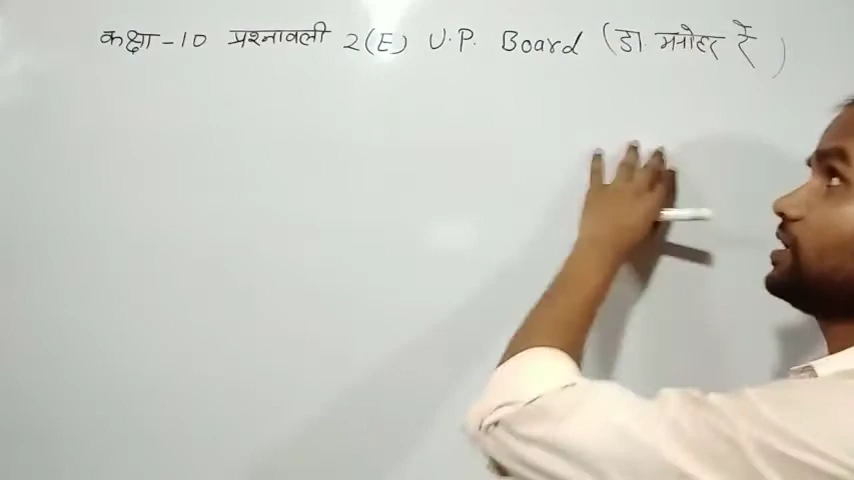 कक्षा-10 प्रश्नावली 2(E) U.P. Board (डा. मनोहर रे)